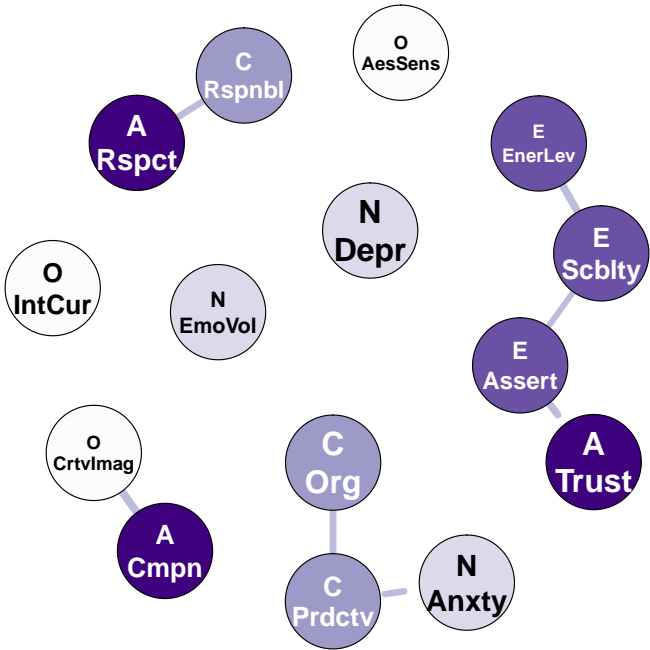 O
AesSens
C
Rspnbl
A
Rspct
E
EnerLev
N
Depr
E
Scblty
O
IntCur
N
EmoVol
E
Assert
O
CrtvImag
C
Org
A
Trust
A
Cmpn
C
Prdctv
N
Anxty